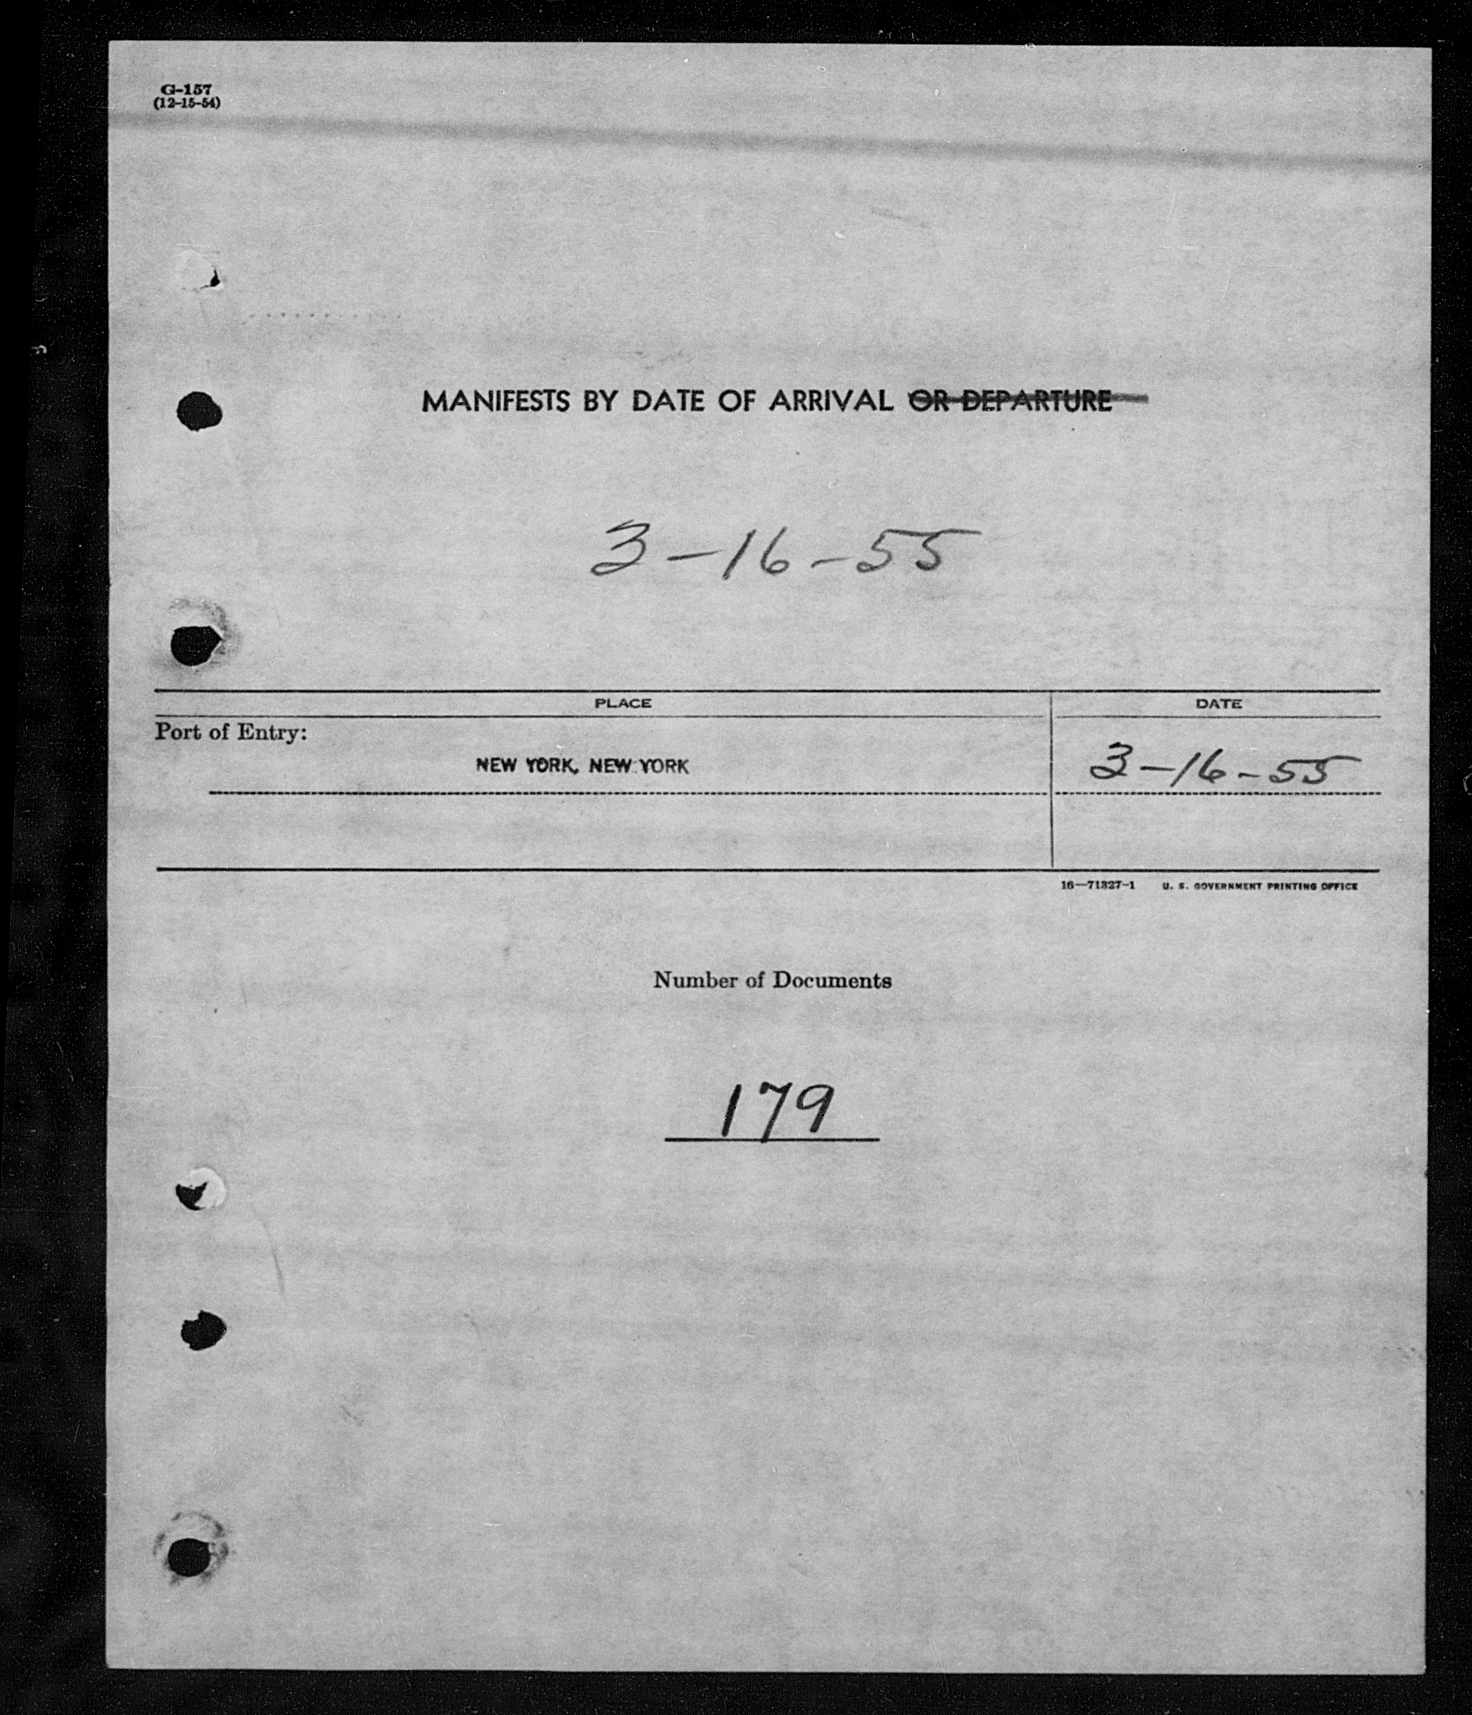 G-157
(12-15-54)
MANIFESTS BY DATE OF ARRIVAL OR DEPARTURE
3-16-55
PLACE DATE
Port of Entry:
NEW YORK, NEW YORK 3-16-55
16—71327-1 U. S. GOVERNMENT PRINTING OFFICE
Number of Documents
179